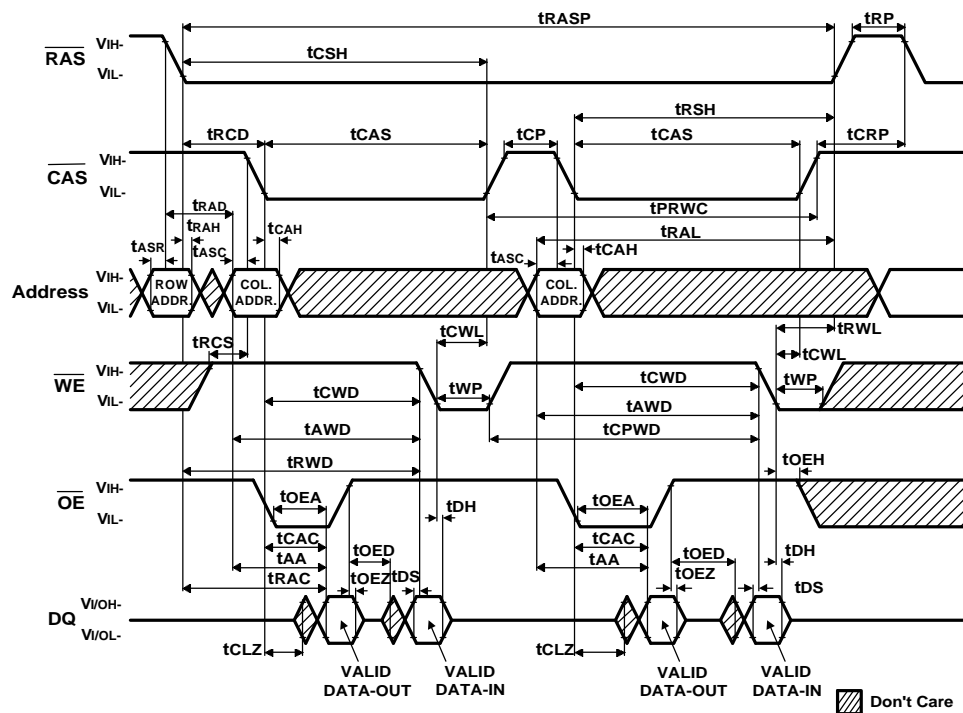 tRASP
tRP
VIH-
RAS
VIL-
tCSH
tRSH
tRCD
tCAS
tCP
tCAS
tCRP
VIH-
CAS
VIL-
tRAD
tPRWC
tRAH
tCAH
tRAL
tASR
tASC
tASC
tCAH
VIH-
Address
VIL-
ROW
ADDR.
COL.
ADDR.
COL.
ADDR.
tRCS
tCWL
tRWL
tCWL
VIH-
WE
VIL-
tWP
tWP
tCWD
tCWD
tAWD
tAWD
tCPWD
tRWD
tOEH
VIH-
OE
VIL-
tOEA
tDH
tOEA
tCAC
tCAC
tAA
tOED
tAA
tOED
tDH
tRAC
tOEZ
tDS
tOEZ
tDS
VI/OH-
DQ
VI/OL-
tCLZ
tCLZ
VALID
DATA-OUT
VALID
DATA-IN
VALID
DATA-OUT
VALID
DATA-IN
Don't Care